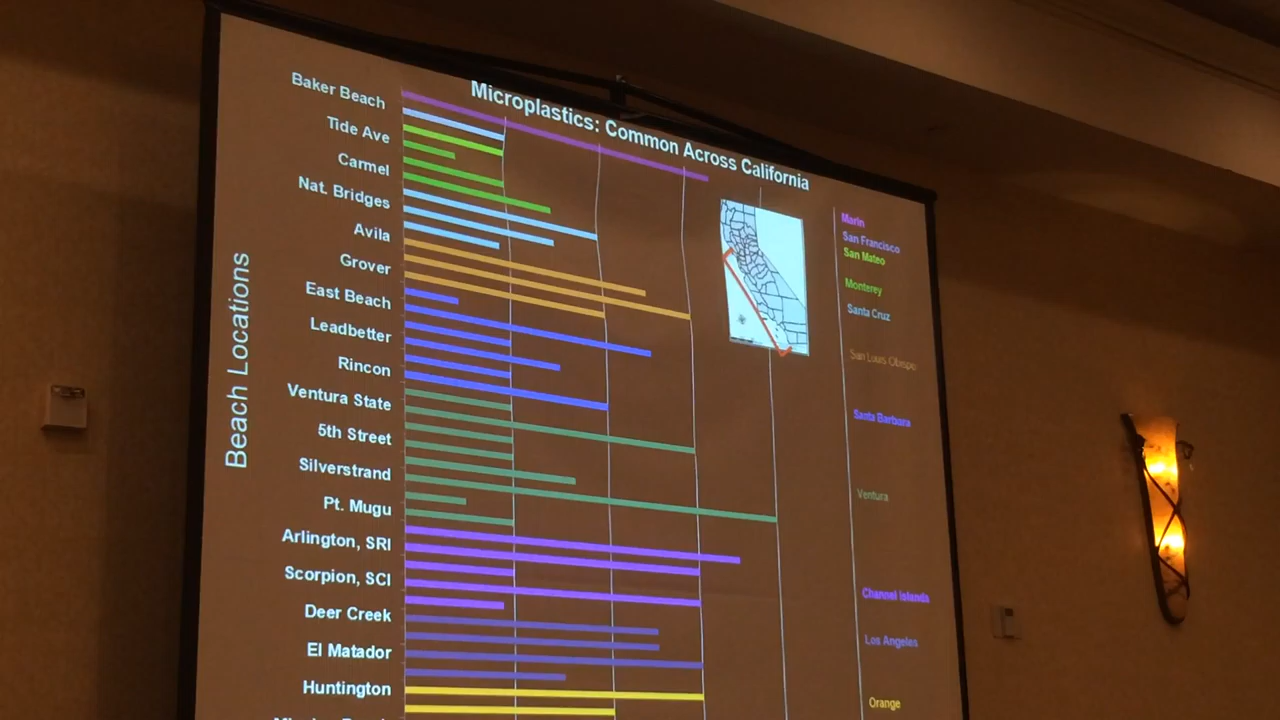 Microplastics: Common Across California
Beach Locations
Baker Beach
Tide Ave
Carmel
Nat. Bridges
Avila
Grover
East Beach
Leadbetter
Rincon
Ventura State
5th Street
Silverstrand
Pt. Mugu
Arlington, SRI
Scorpion, SCI
Deer Creek
El Matador
Huntington
Marin
San Francisco
San Mateo
Monterey
Santa Cruz
San Louis Obispo
Santa Barbara
Ventura
Channel Islands
Los Angeles
Orange